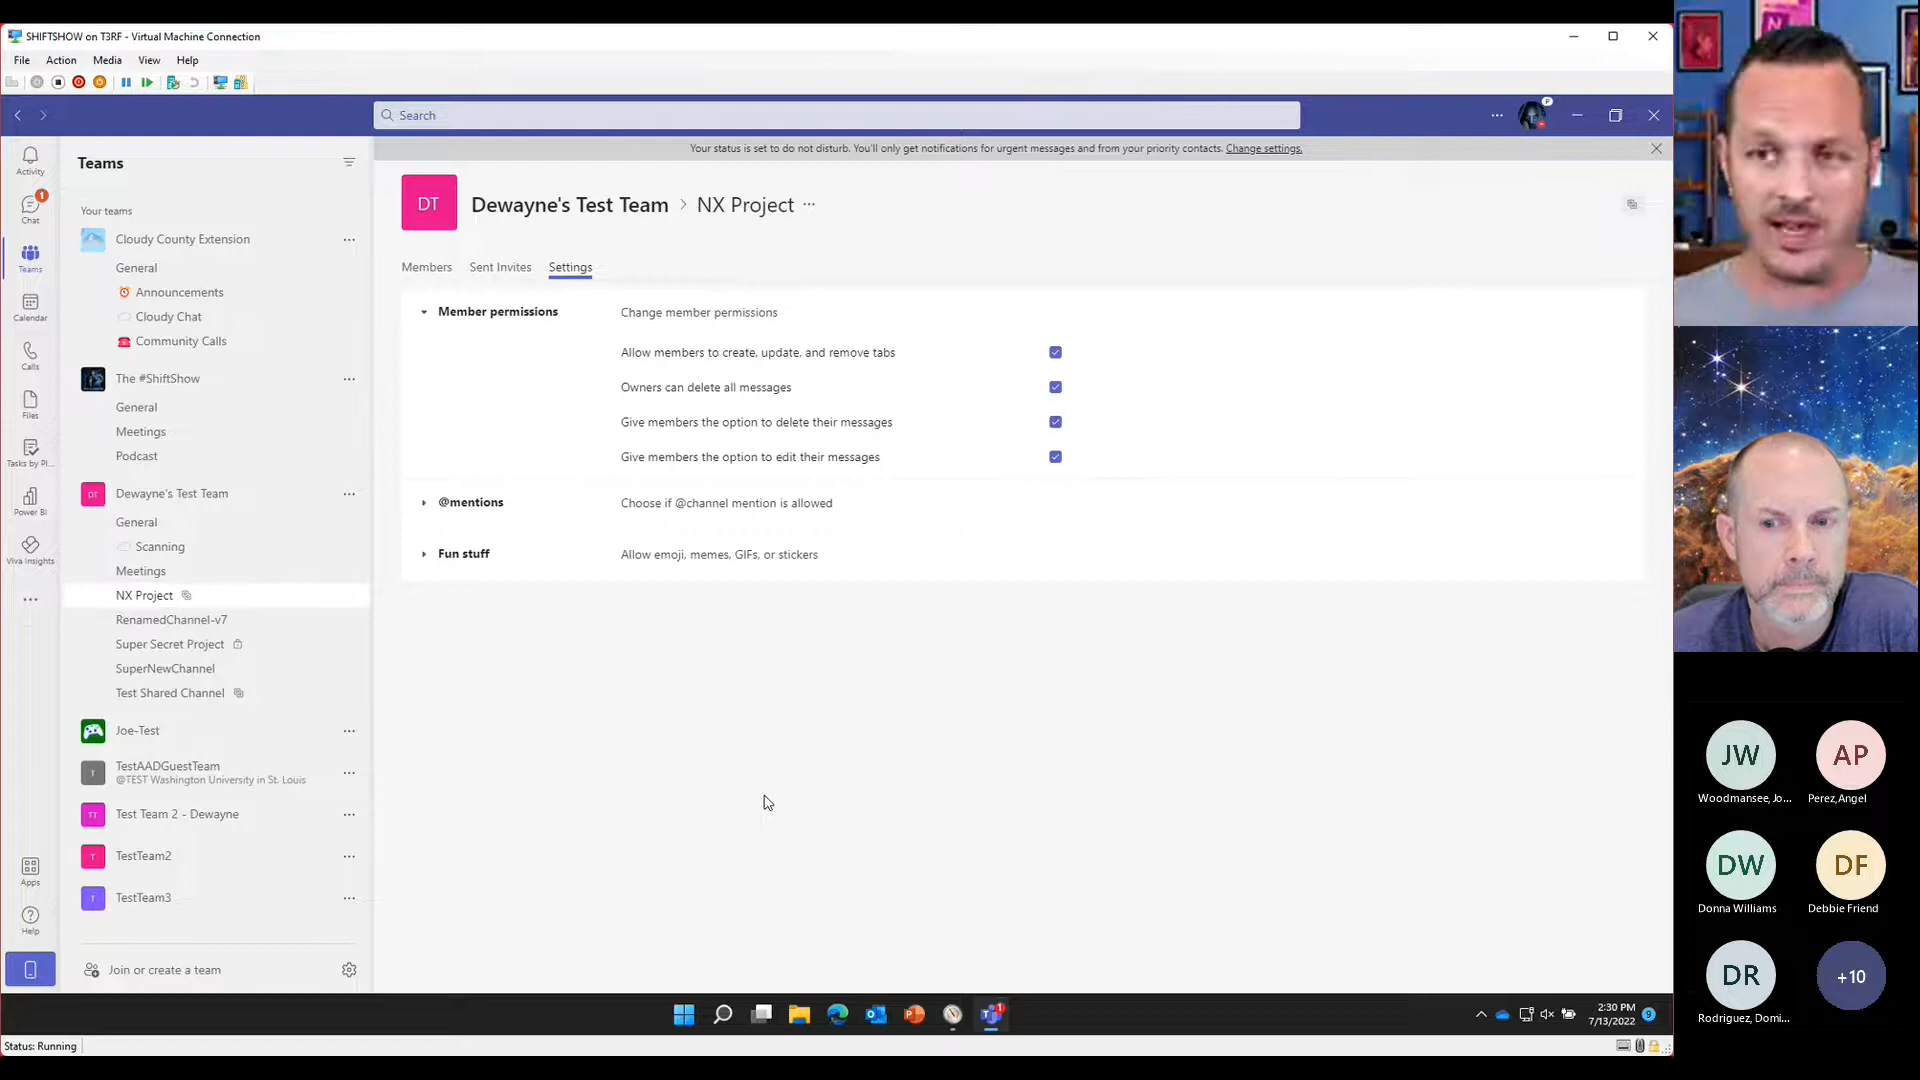 SHIFTSHOW on T3RF - Virtual Machine Connection
File Action Media View Help
Search
Your status is set to do not disturb. You'll only get notifications for urgent messages and from your priority contacts. Change settings.
Activity
Chat
1
Teams
Calendar
Calls
Files
Tasks by Pl...
Power BI
Viva Insights
Apps
Help
Teams
Your teams
Cloudy County Extension
General
Announcements
Cloudy Chat
Community Calls
The #ShiftShow
General
Meetings
Podcast
DT Dewayne's Test Team
General
Scanning
Meetings
NX Project
RenamedChannel-v7
Super Secret Project
SuperNewChannel
Test Shared Channel
Joe-Test
T TestAADGuestTeam
@TEST Washington University in St. Louis
TT Test Team 2 - Dewayne
T TestTeam2
T TestTeam3
Join or create a team
DT Dewayne's Test Team > NX Project ...
Members Sent Invites Settings
Member permissions Change member permissions
Allow members to create, update, and remove tabs
Owners can delete all messages
Give members the option to delete their messages
Give members the option to edit their messages
@mentions Choose if @channel mention is allowed
Fun stuff Allow emoji, memes, GIFs, or stickers
JW AP
Woodmansee, Jo... Perez,Angel
DW DF
Donna Williams Debbie Friend
DR +10
Rodriguez, Domi...
2:30 PM
7/13/2022
9
Status: Running